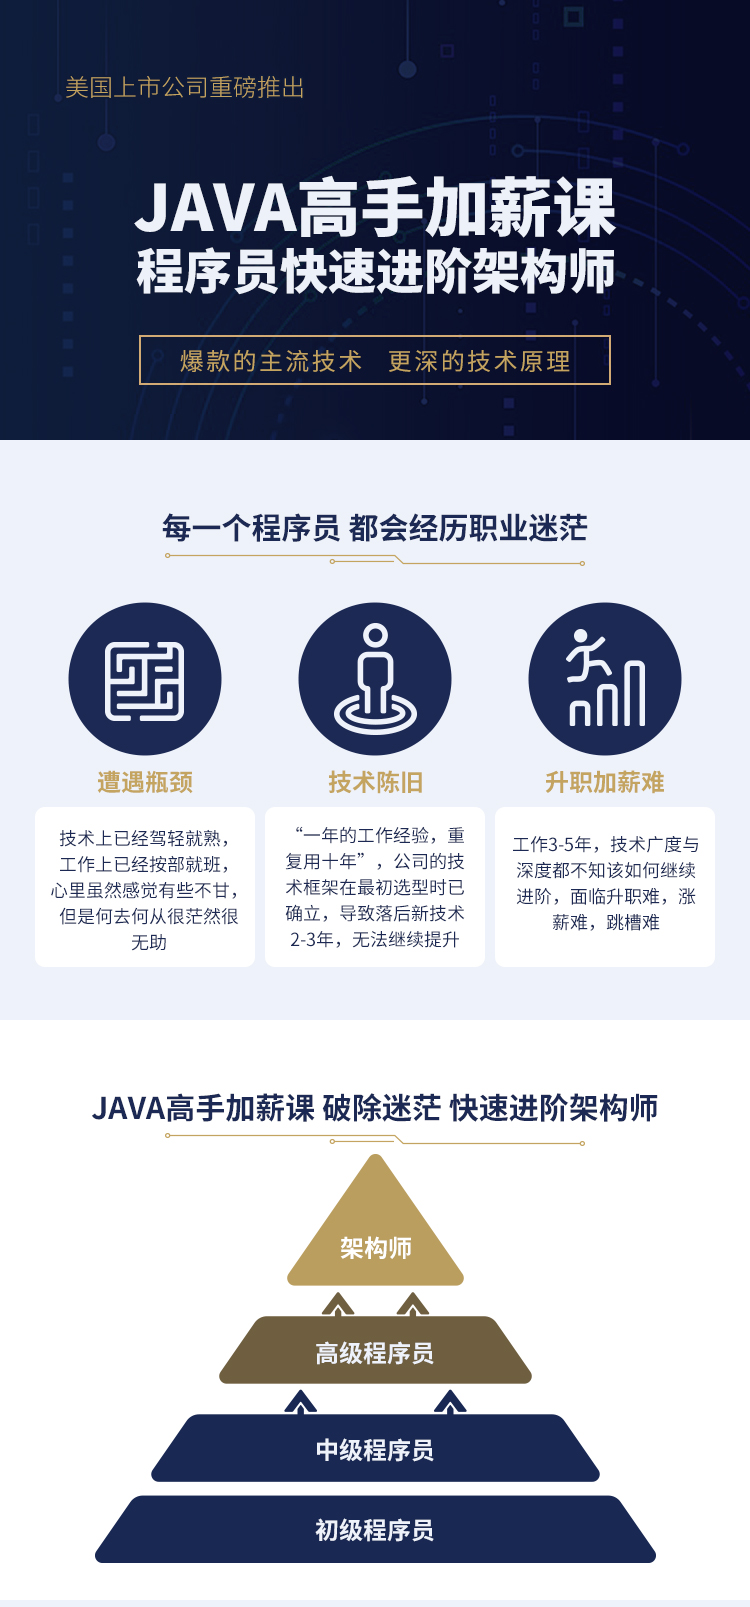 美国上市公司重磅推出
JAVA高手加薪课
程序员快速进阶架构师
爆款的主流技术 更深的技术原理
每一个程序员 都会经历职业迷茫
遭遇瓶颈
技术上已经驾轻就熟，
工作上已经按部就班，
心里虽然感觉有些不甘，
但是何去何从很茫然很
无助
技术陈旧
“一年的工作经验，重
复用十年”，公司的技
术框架在最初选型时已
确立，导致落后新技术
2-3年，无法继续提升
升职加薪难
工作3-5年，技术广度与
深度都不知该如何继续
进阶，面临升职难，涨
薪难，跳槽难
JAVA高手加薪课 破除迷茫 快速进阶架构师
架构师
高级程序员
中级程序员
初级程序员